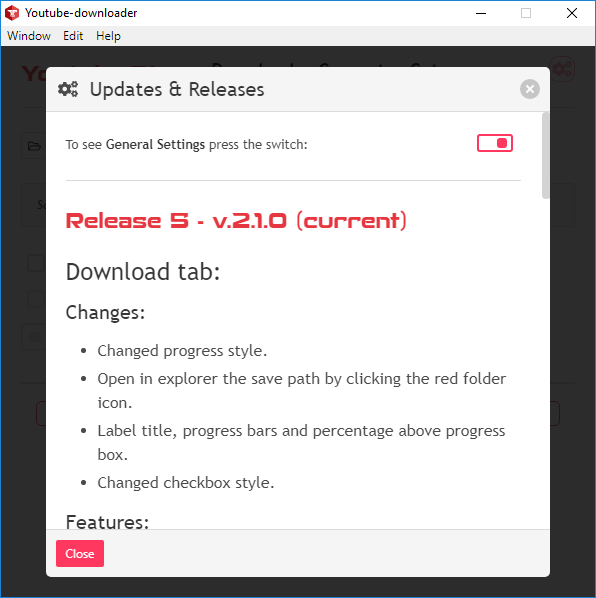 Youtube-downloader
Window Edit Help
Updates & Releases
To see General Settings press the switch:
Release 5 - v.2.1.0 (current)
Download tab:
Changes:
• Changed progress style.
• Open in explorer the save path by clicking the red folder
icon.
• Label title, progress bars and percentage above progress
box.
• Changed checkbox style.
Features:
Close